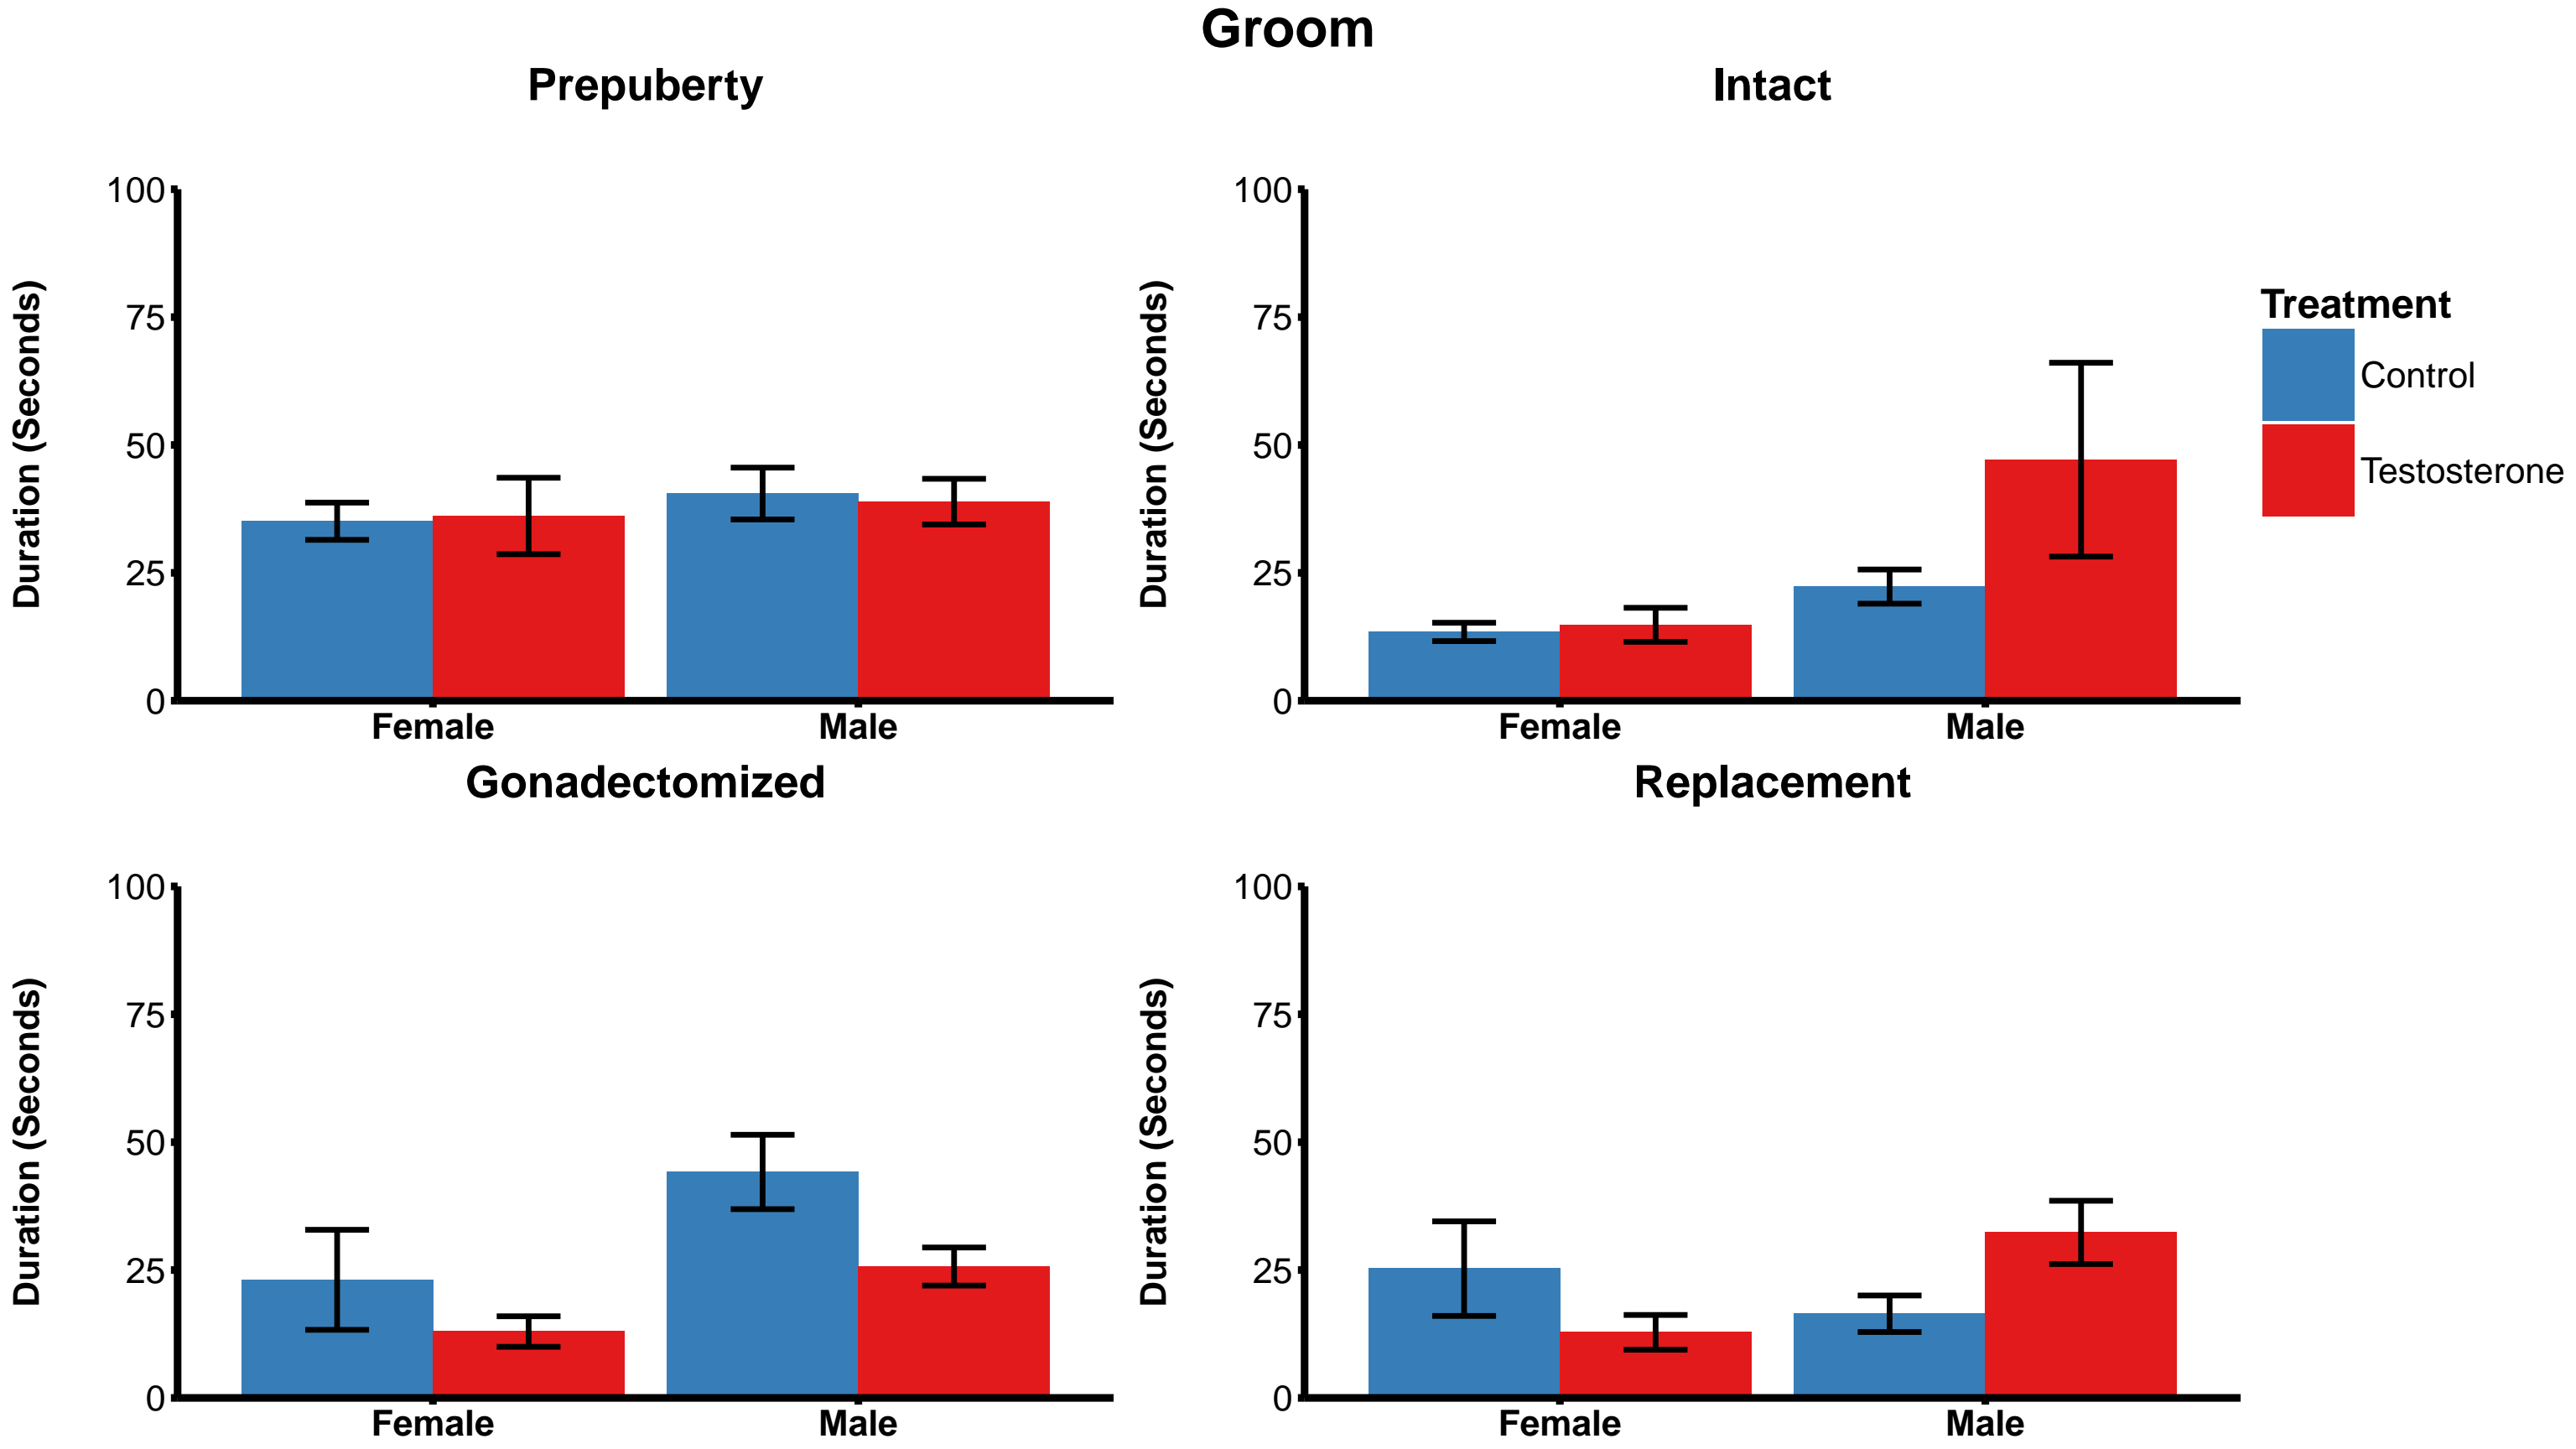 Groom
Prepuberty
Duration (Seconds)
100
75
50
25
0
Female Male
Intact
Duration (Seconds)
100
75
50
25
0
Female Male
Treatment
Control
Testosterone
Gonadectomized
Duration (Seconds)
100
75
50
25
0
Female Male
Replacement
Duration (Seconds)
100
75
50
25
0
Female Male